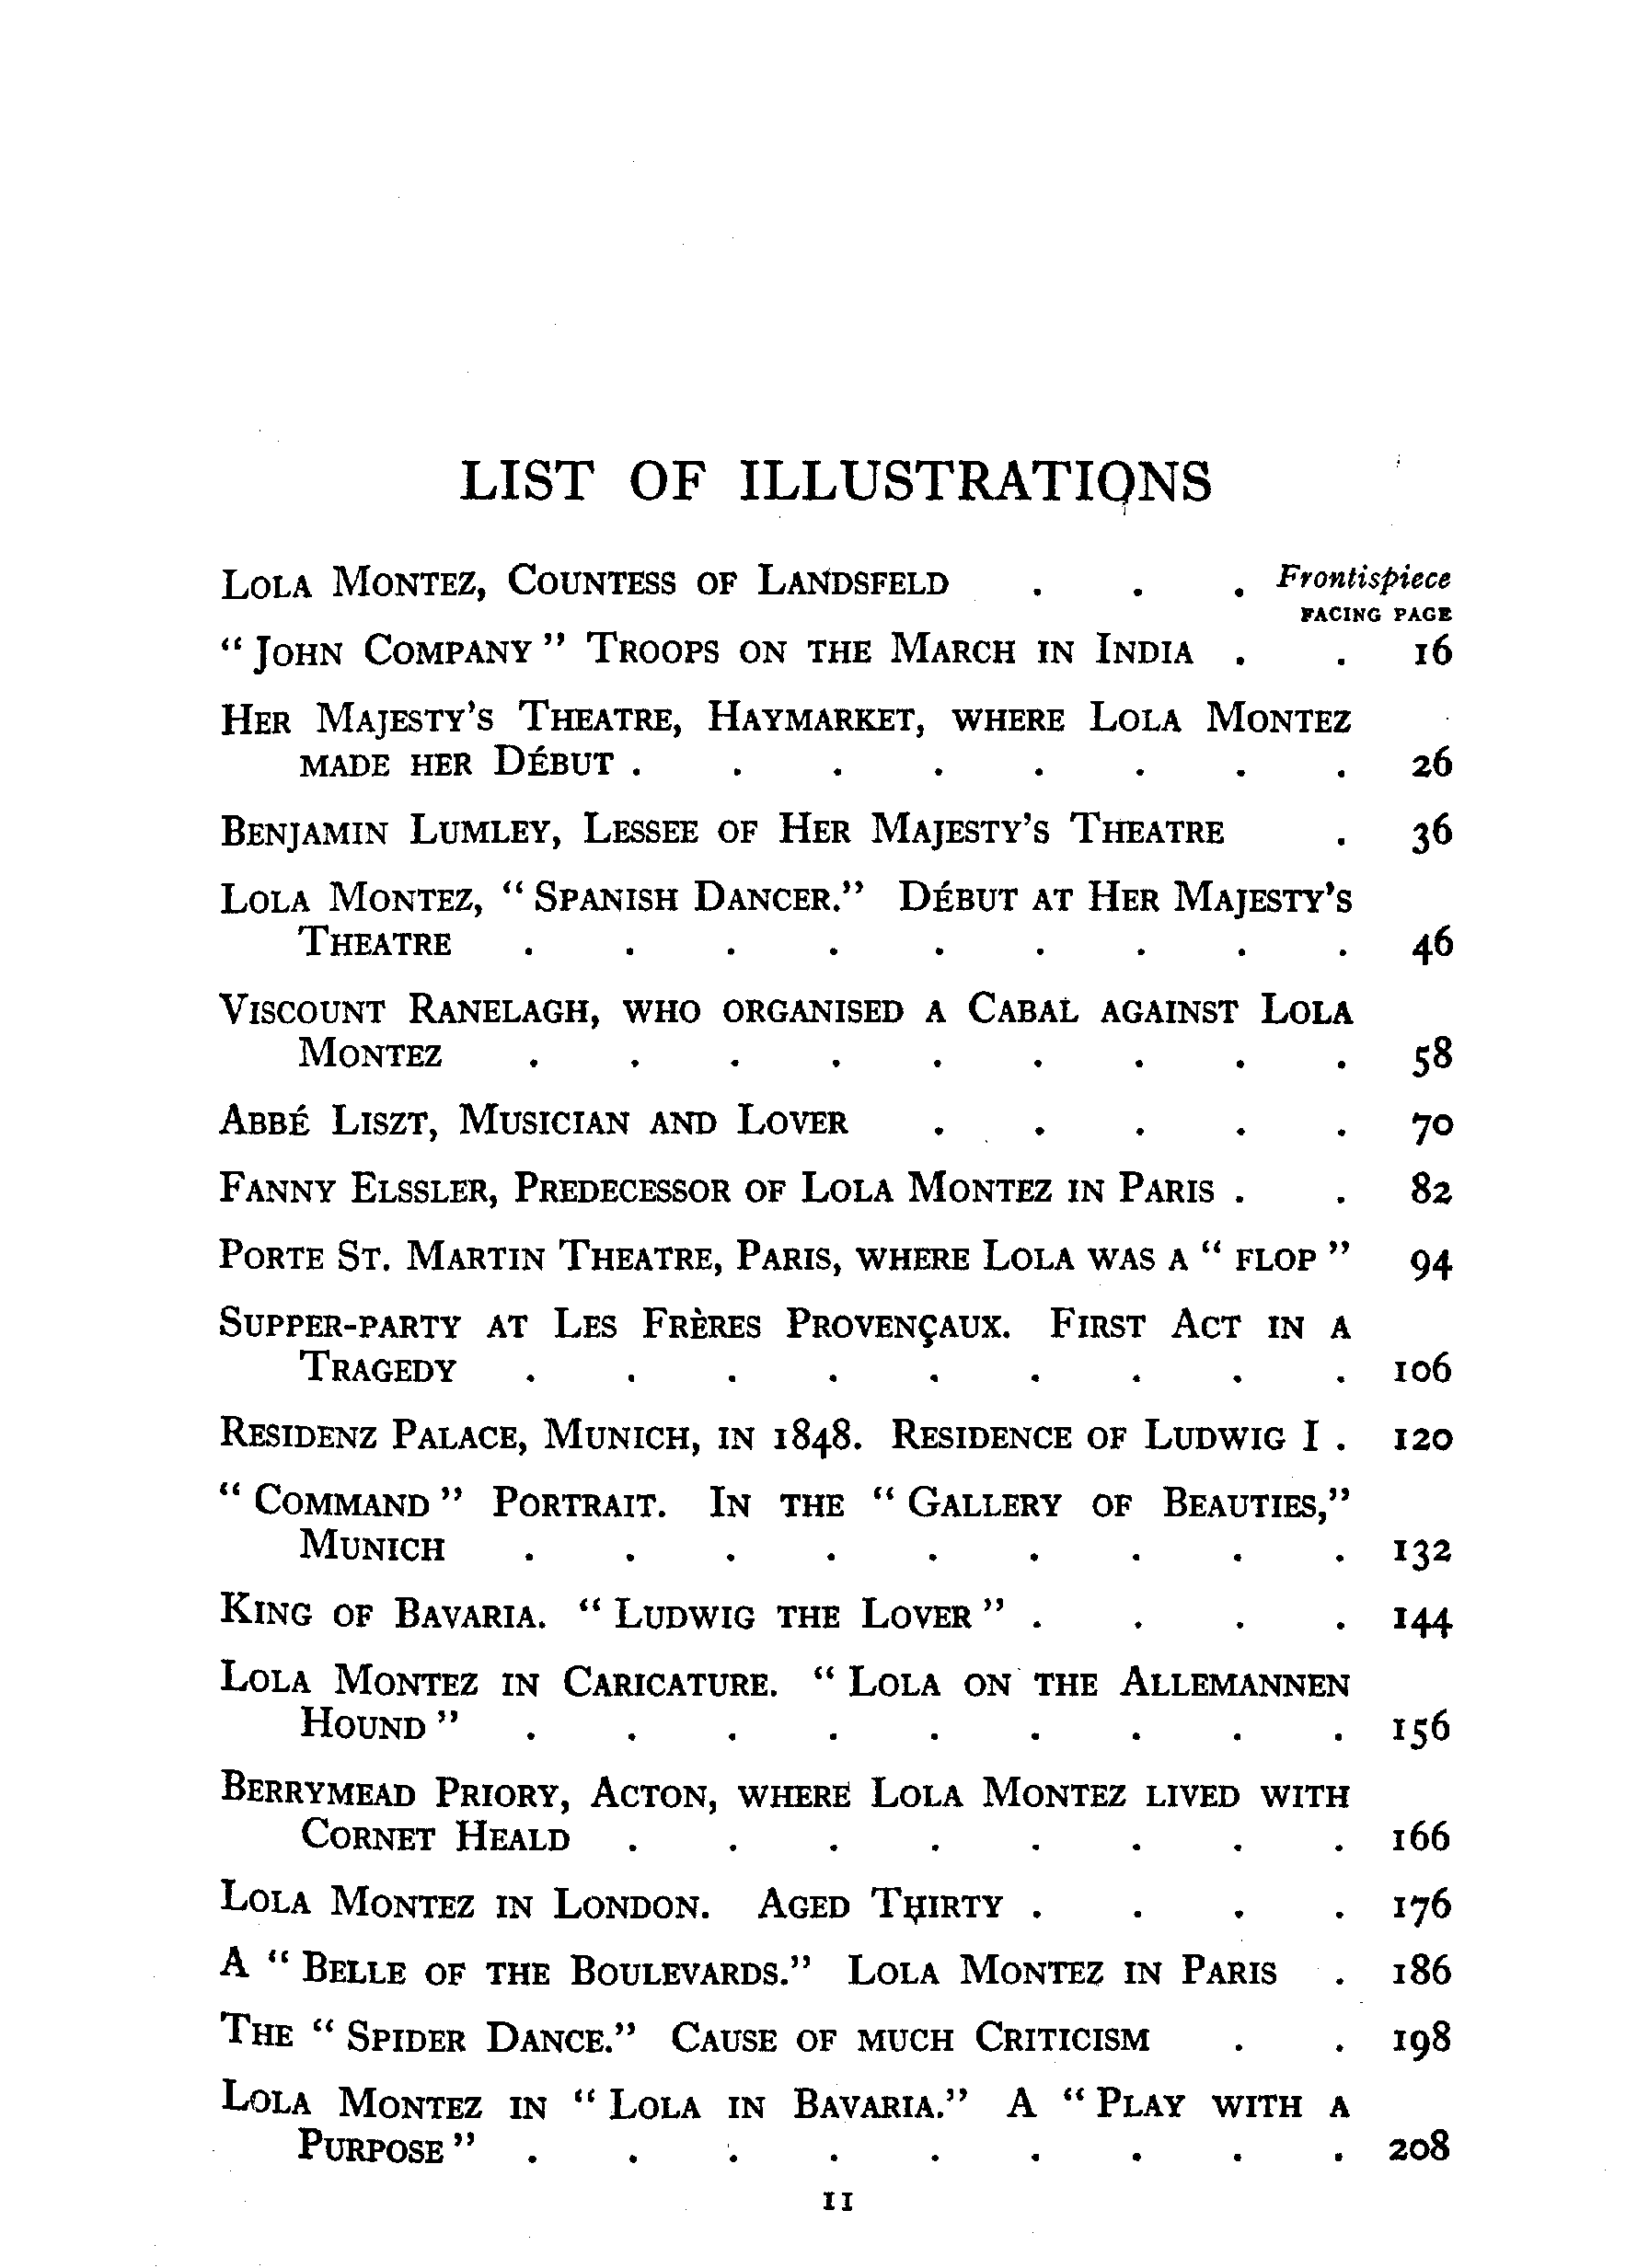 LIST OF ILLUSTRATIONS
LOLA MONTEZ, COUNTESS OF LANDSFELD . . . Frontispiece
FACING PAGE
" JOHN COMPANY " TROOPS ON THE MARCH IN INDIA . . 16
HER MAJESTY'S THEATRE, HAYMARKET, WHERE LOLA MONTEZ
MADE HER DÉBUT . . . . . . . . 26
BENJAMIN LUMLEY, LESSEE OF HER MAJESTY'S THEATRE . 36
LOLA MONTEZ, " SPANISH DANCER." DÉBUT AT HER MAJESTY'S
THEATRE . . . . . . . . . 46
VISCOUNT RANELAGH, WHO ORGANISED A CABAL AGAINST LOLA
MONTEZ . . . . . . . . . 58
ABBÉ LISZT, MUSICIAN AND LOVER . . . . . 70
FANNY ELSSLER, PREDECESSOR OF LOLA MONTEZ IN PARIS . . 82
PORTE ST. MARTIN THEATRE, PARIS, WHERE LOLA WAS A " FLOP " 94
SUPPER-PARTY AT LES FRÈRES PROVENÇAUX. FIRST ACT IN A
TRAGEDY . . . . . . . . . 106
RESIDENZ PALACE, MUNICH, IN 1848. RESIDENCE OF LUDWIG I . 120
" COMMAND " PORTRAIT. IN THE " GALLERY OF BEAUTIES,"
MUNICH . . . . . . . . . 132
KING OF BAVARIA. " LUDWIG THE LOVER " . . . . 144
LOLA MONTEZ IN CARICATURE. " LOLA ON THE ALLEMANNEN
HOUND " . . . . . . . . . 156
BERRYMEAD PRIORY, ACTON, WHERE LOLA MONTEZ LIVED WITH
CORNET HEALD . . . . . . . . 166
LOLA MONTEZ IN LONDON. AGED THIRTY . . . . 176
A " BELLE OF THE BOULEVARDS." LOLA MONTEZ IN PARIS . 186
THE " SPIDER DANCE." CAUSE OF MUCH CRITICISM . . 198
LOLA MONTEZ IN " LOLA IN BAVARIA." A " PLAY WITH A
PURPOSE " . . . . . . . . . 208
11